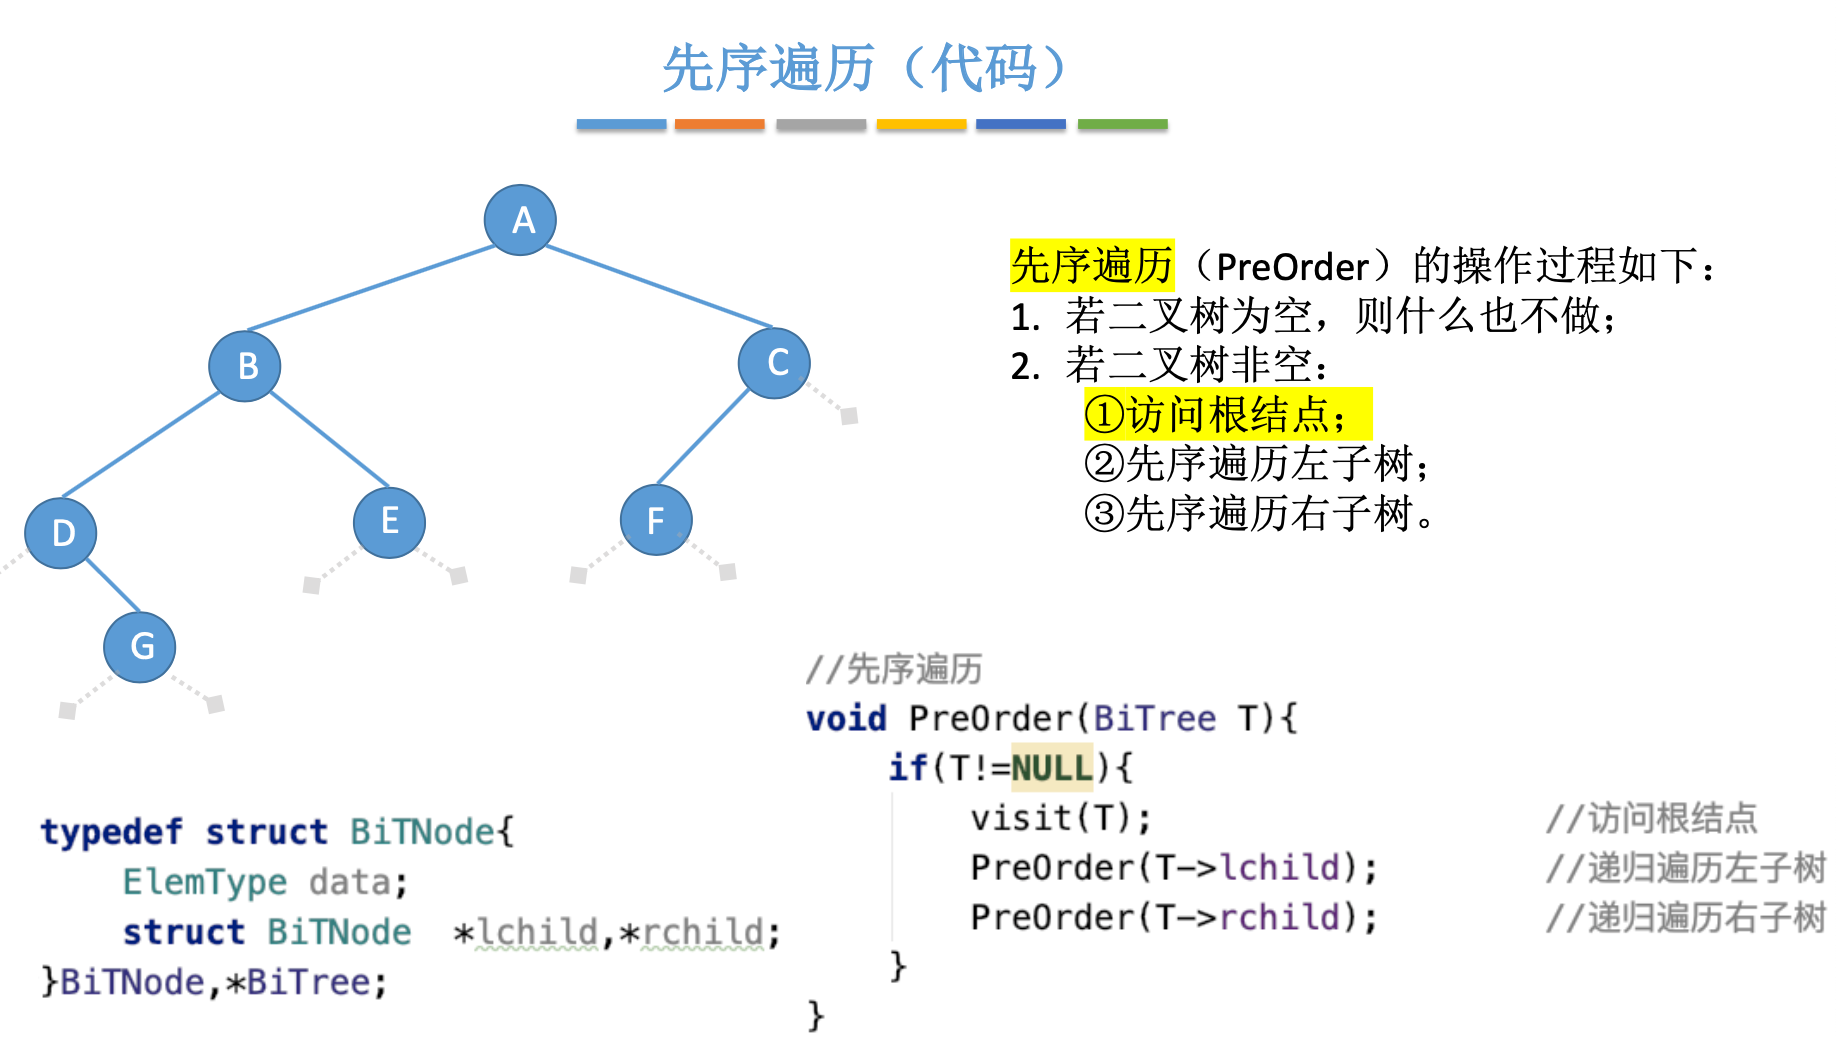 先序遍历（代码）
A
B
C
D
E
F
G
先序遍历（PreOrder）的操作过程如下：
1. 若二叉树为空，则什么也不做；
2. 若二叉树非空：
①访问根结点；
②先序遍历左子树；
③先序遍历右子树。
typedef struct BiTNode{
    ElemType data;
    struct BiTNode  *lchild,*rchild;
}BiTNode,*BiTree;
//先序遍历
void PreOrder(BiTree T){
    if(T!=NULL){
        visit(T);                   //访问根结点
        PreOrder(T->lchild);        //递归遍历左子树
        PreOrder(T->rchild);        //递归遍历右子树
    }
}